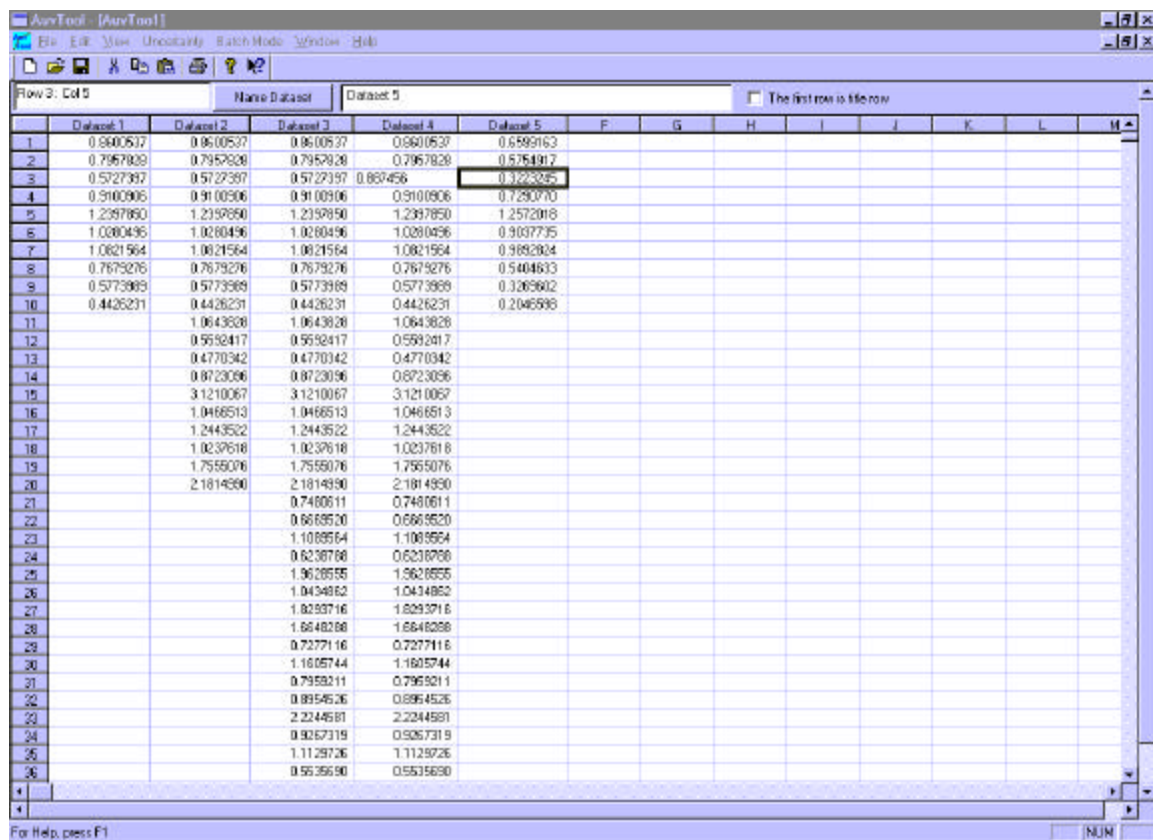 AuvTool - [AuvTool1]
File Edit View Uncertainty Batch Mode Window Help
Row 3: Col 5 Name Dataset Dataset 5 The first row is title row
Dataset 1 Dataset 2 Dataset 3 Dataset 4 Dataset 5 F G H I J K L M
1 0.8600537 0.8600537 0.8600537 0.8600537 0.6599163
2 0.7957828 0.7957828 0.7957828 0.7957828 0.5754917
3 0.5727397 0.5727397 0.5727397 0.887456 0.3223245
4 0.9100906 0.9100906 0.9100906 0.9100906 0.7290770
5 1.2397850 1.2397850 1.2397850 1.2397850 1.2572018
6 1.0280496 1.0280496 1.0280496 1.0280496 0.9037735
7 1.0821564 1.0821564 1.0821564 1.0821564 0.9892824
8 0.7679276 0.7679276 0.7679276 0.7679276 0.5404633
9 0.5773989 0.5773989 0.5773989 0.5773989 0.3269602
10 0.4426231 0.4426231 0.4426231 0.4426231 0.2046598
11 1.0643828 1.0643828 1.0643828
12 0.5592417 0.5592417 0.5592417
13 0.4770342 0.4770342 0.4770342
14 0.8723096 0.8723096 0.8723096
15 3.1210067 3.1210067 3.1210067
16 1.0466513 1.0466513 1.0466513
17 1.2443522 1.2443522 1.2443522
18 1.0237618 1.0237618 1.0237618
19 1.7555076 1.7555076 1.7555076
20 2.1814990 2.1814990 2.1814990
21 0.7480611 0.7480611
22 0.6669520 0.6669520
23 1.1089564 1.1089564
24 0.6238788 0.6238788
25 1.9628555 1.9628555
26 1.0434862 1.0434862
27 1.8293716 1.8293716
28 1.6648288 1.6648288
29 0.7277116 0.7277116
30 1.1605744 1.1605744
31 0.7959211 0.7959211
32 0.8954526 0.8954526
33 2.2244581 2.2244581
34 0.9267319 0.9267319
35 1.1129726 1.1129726
36 0.5535690 0.5535690
For Help, press F1 NUM